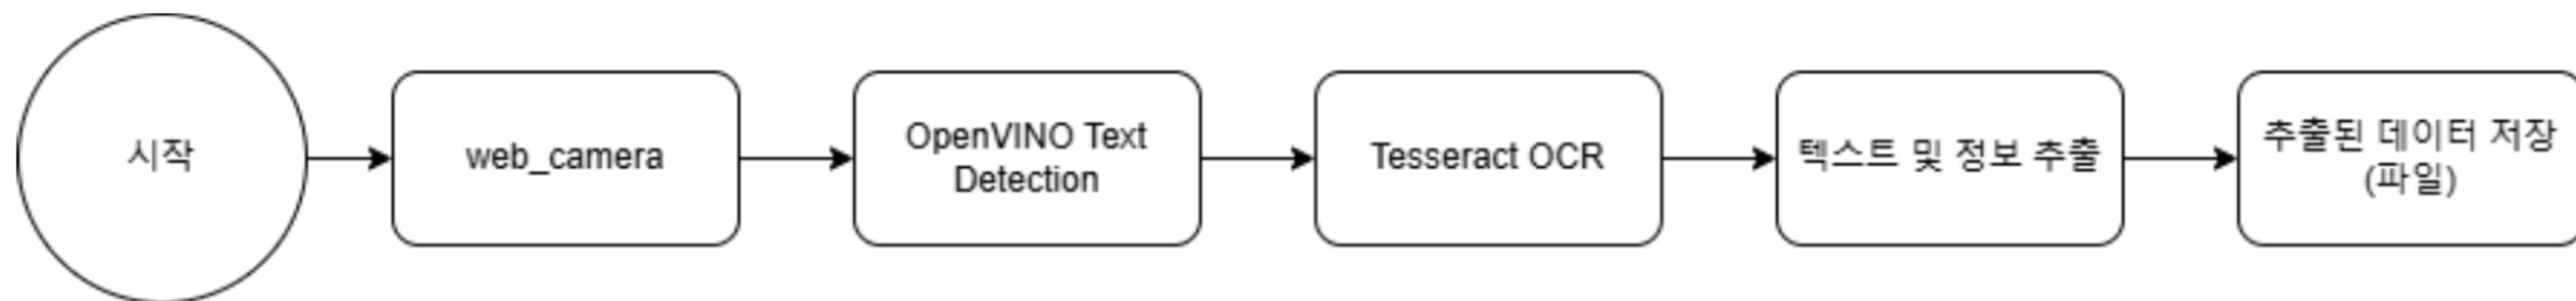 시작
web_camera
OpenVINO Text
Detection
Tesseract OCR
텍스트 및 정보 추출
추출된 데이터 저장
(파일)